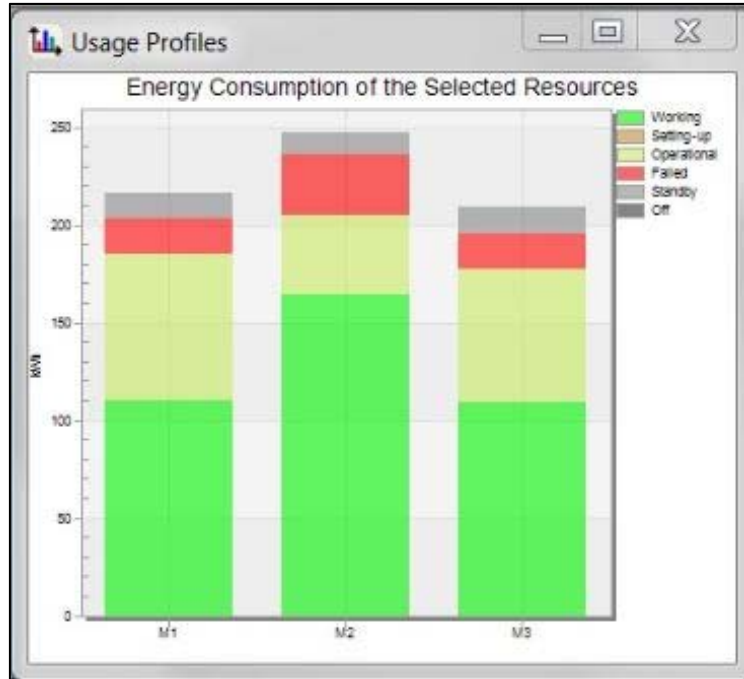 Usage Profiles
Energy Consumption of the Selected Resources
Working
Setting-up
Operational
Failed
Standby
Off
250
200
150
100
50
0
kWh
M1
M2
M3